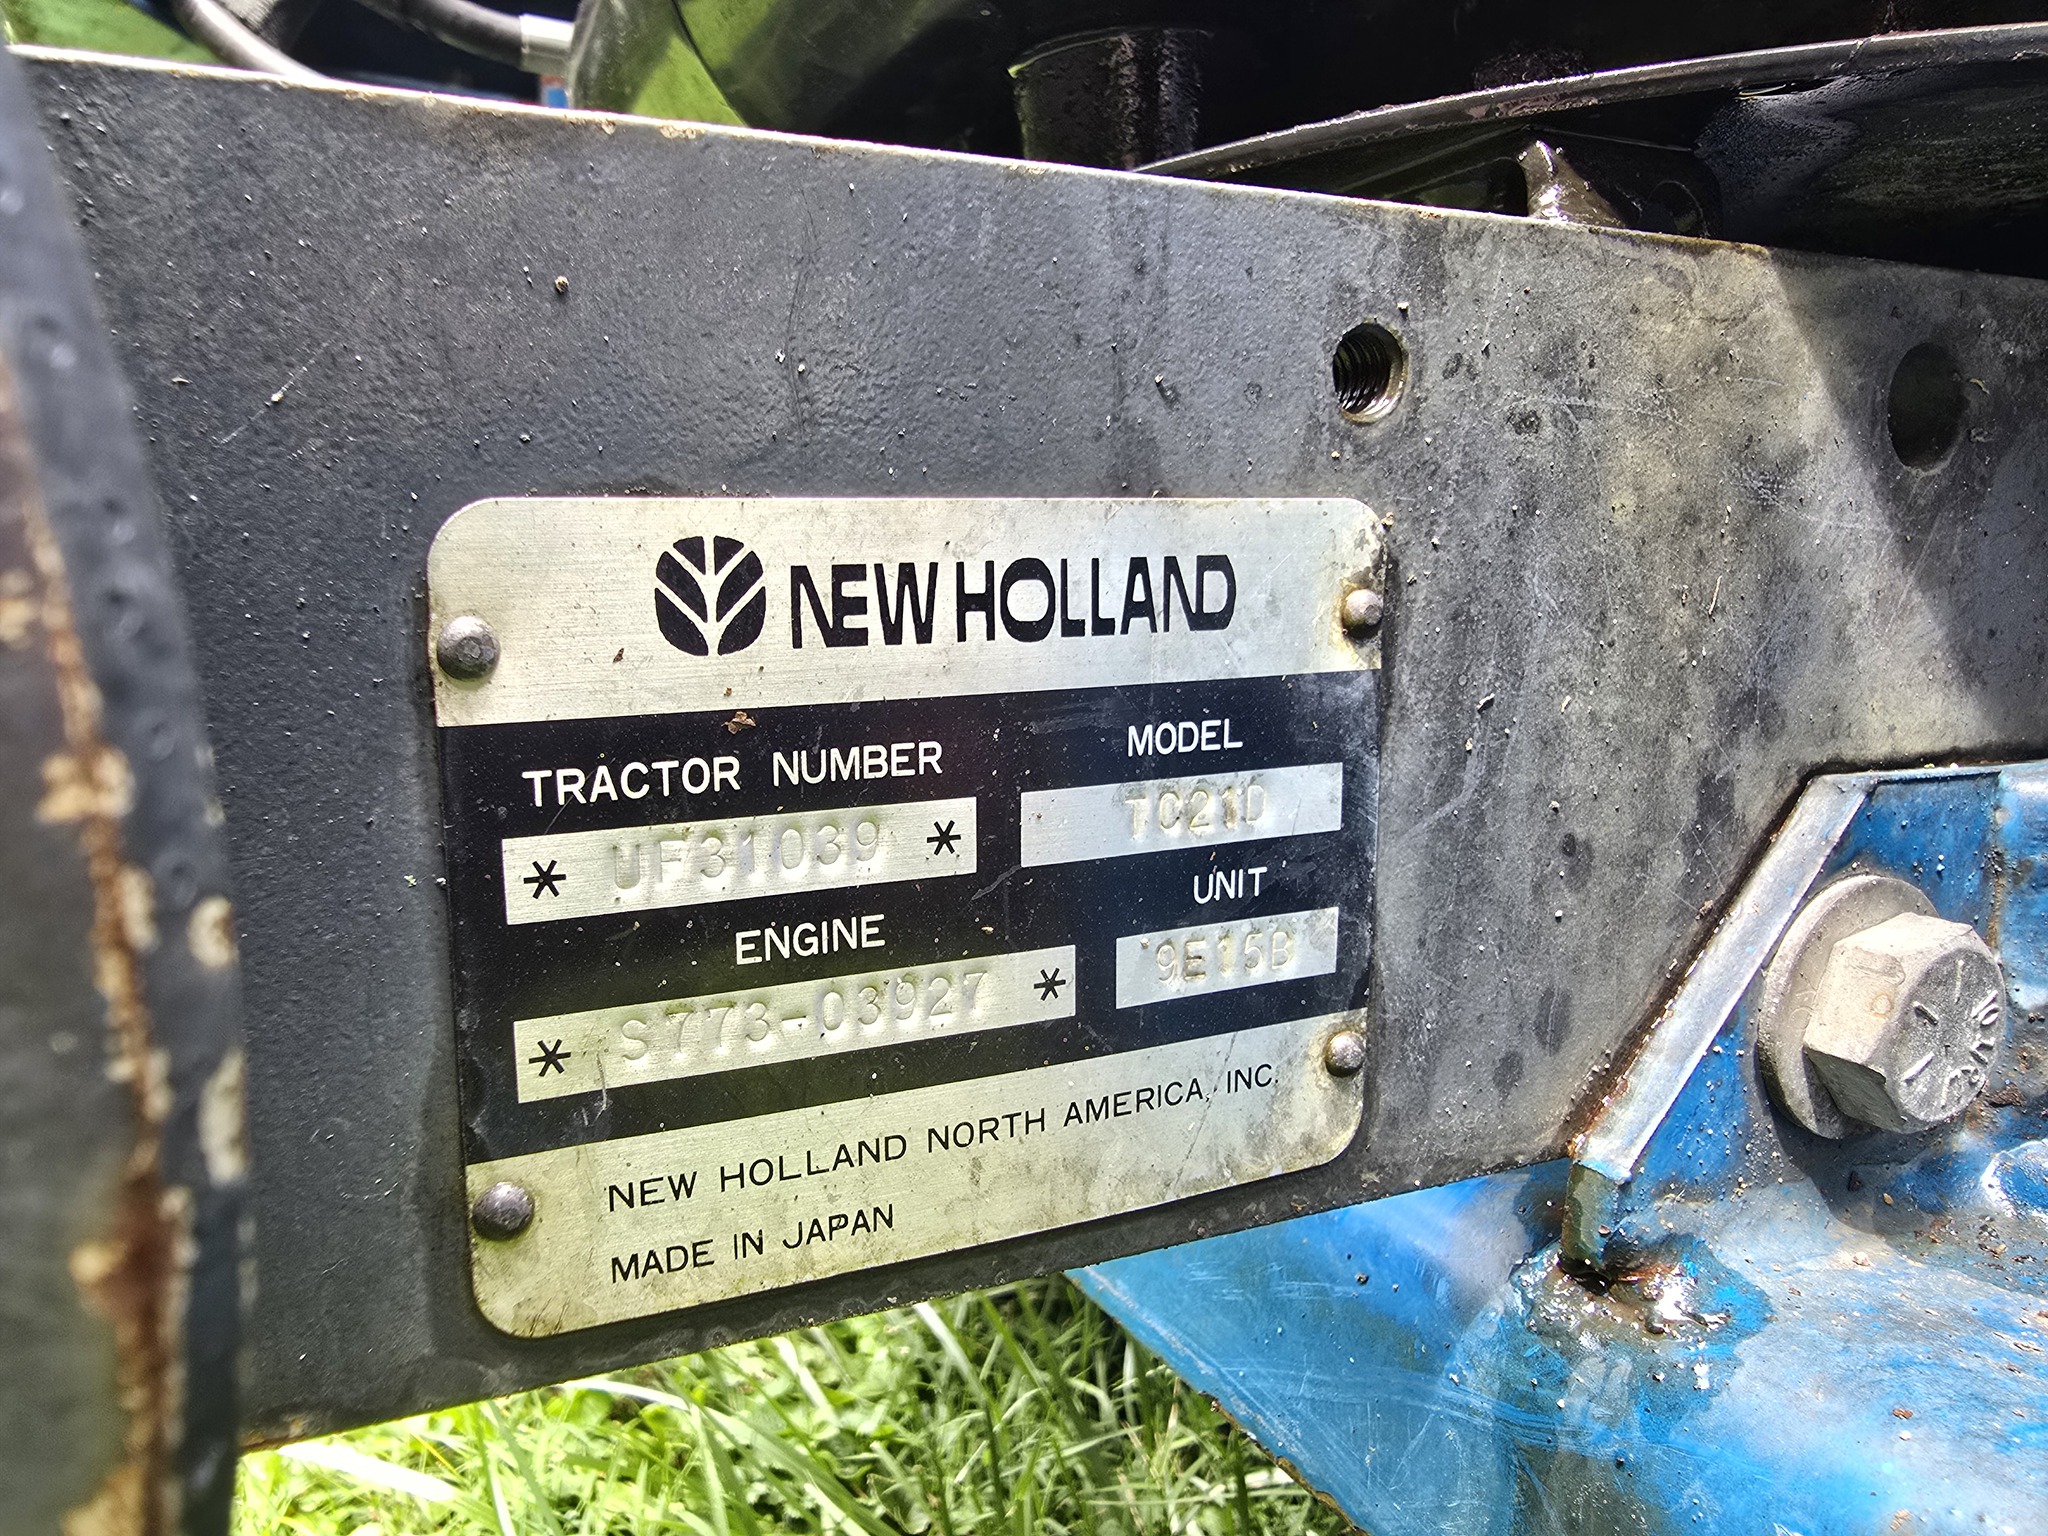 NEW HOLLAND
TRACTOR NUMBER
* UF31039 *
MODEL
TC21D
ENGINE
* S773-03927 *
UNIT
9E15B
NEW HOLLAND NORTH AMERICA, INC.
MADE IN JAPAN